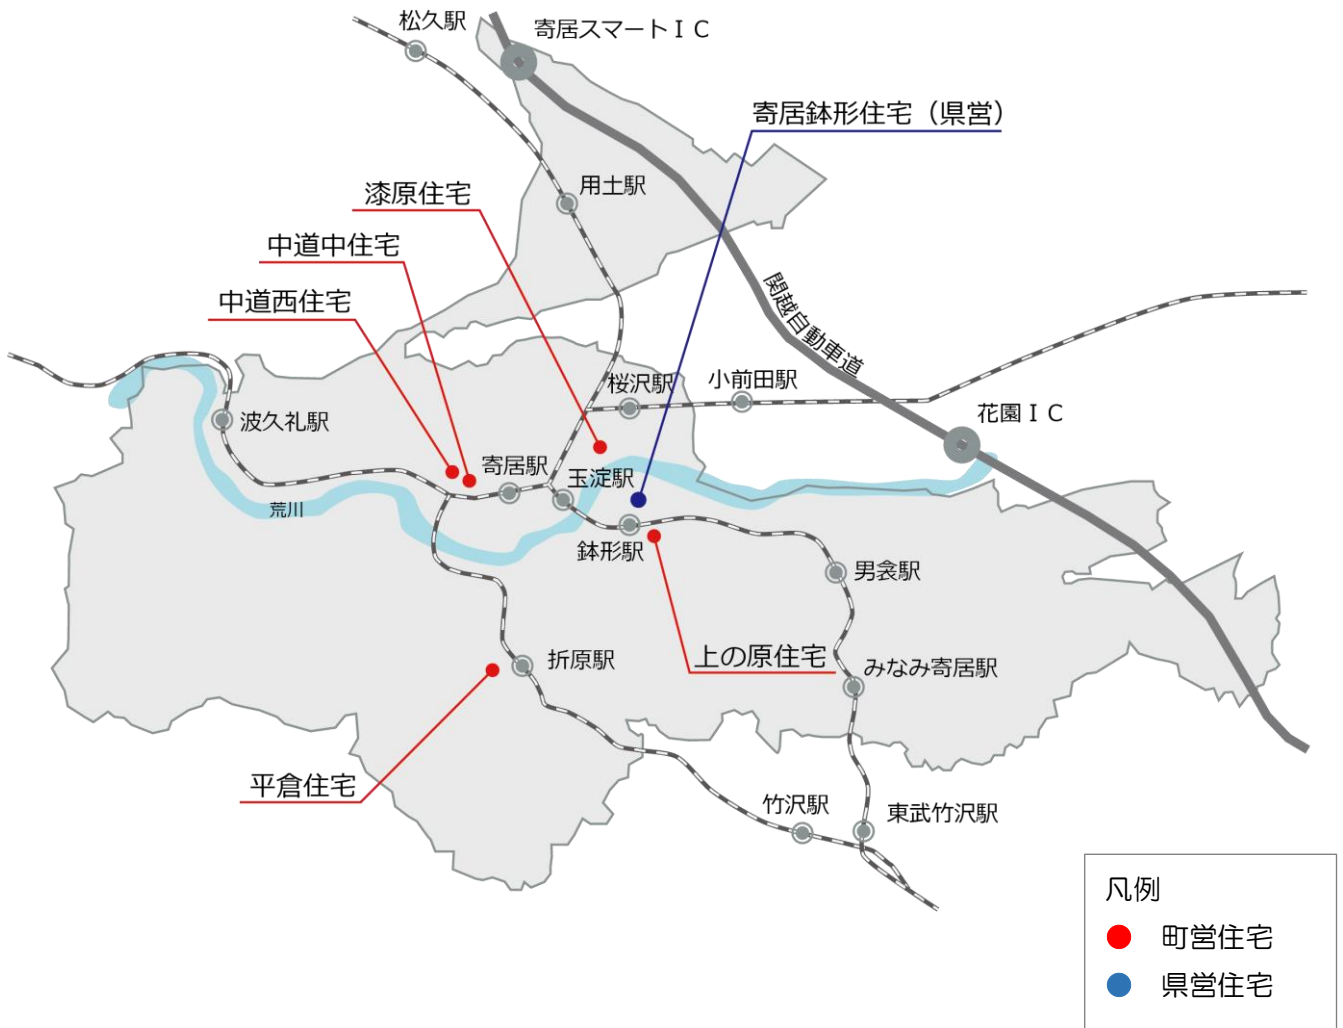 松久駅
寄居スマートＩＣ
寄居鉢形住宅（県営）
用土駅
漆原住宅
中道中住宅
中道西住宅
関越自動車道
桜沢駅
小前田駅
花園ＩＣ
波久礼駅
寄居駅
玉淀駅
荒川
鉢形駅
男衾駅
折原駅
上の原住宅
みなみ寄居駅
平倉住宅
竹沢駅
東武竹沢駅
凡例
町営住宅
県営住宅